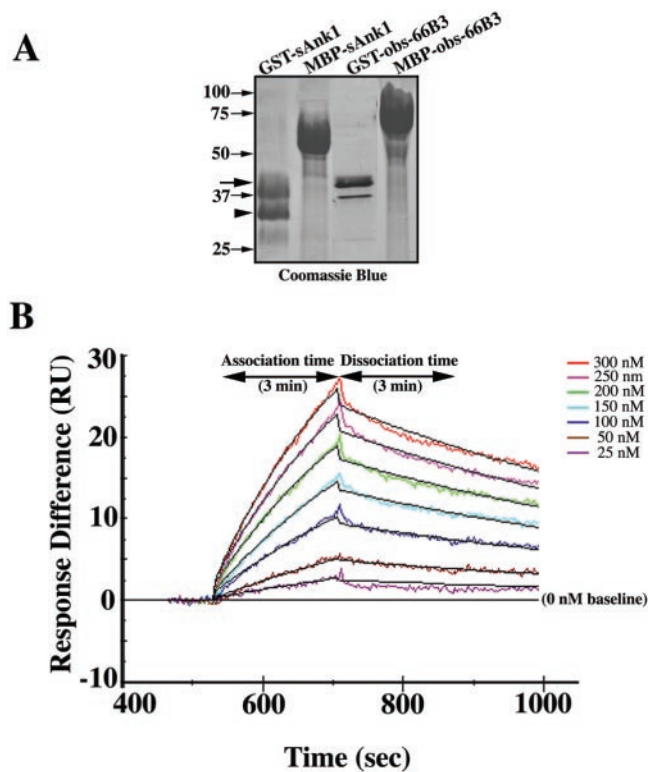 A
GST-sAnk1
MBP-sAnk1
GST-obs-66B3
MBP-obs-66B3
100
75
50
37
25
Coomassie Blue
B
Response Difference (RU)
30
20
10
0
-10
Association time
(3 min)
Dissociation time
(3 min)
300 nM
250 nm
200 nM
150 nM
100 nM
50 nM
25 nM
(0 nM baseline)
400
600
800
1000
Time (sec)